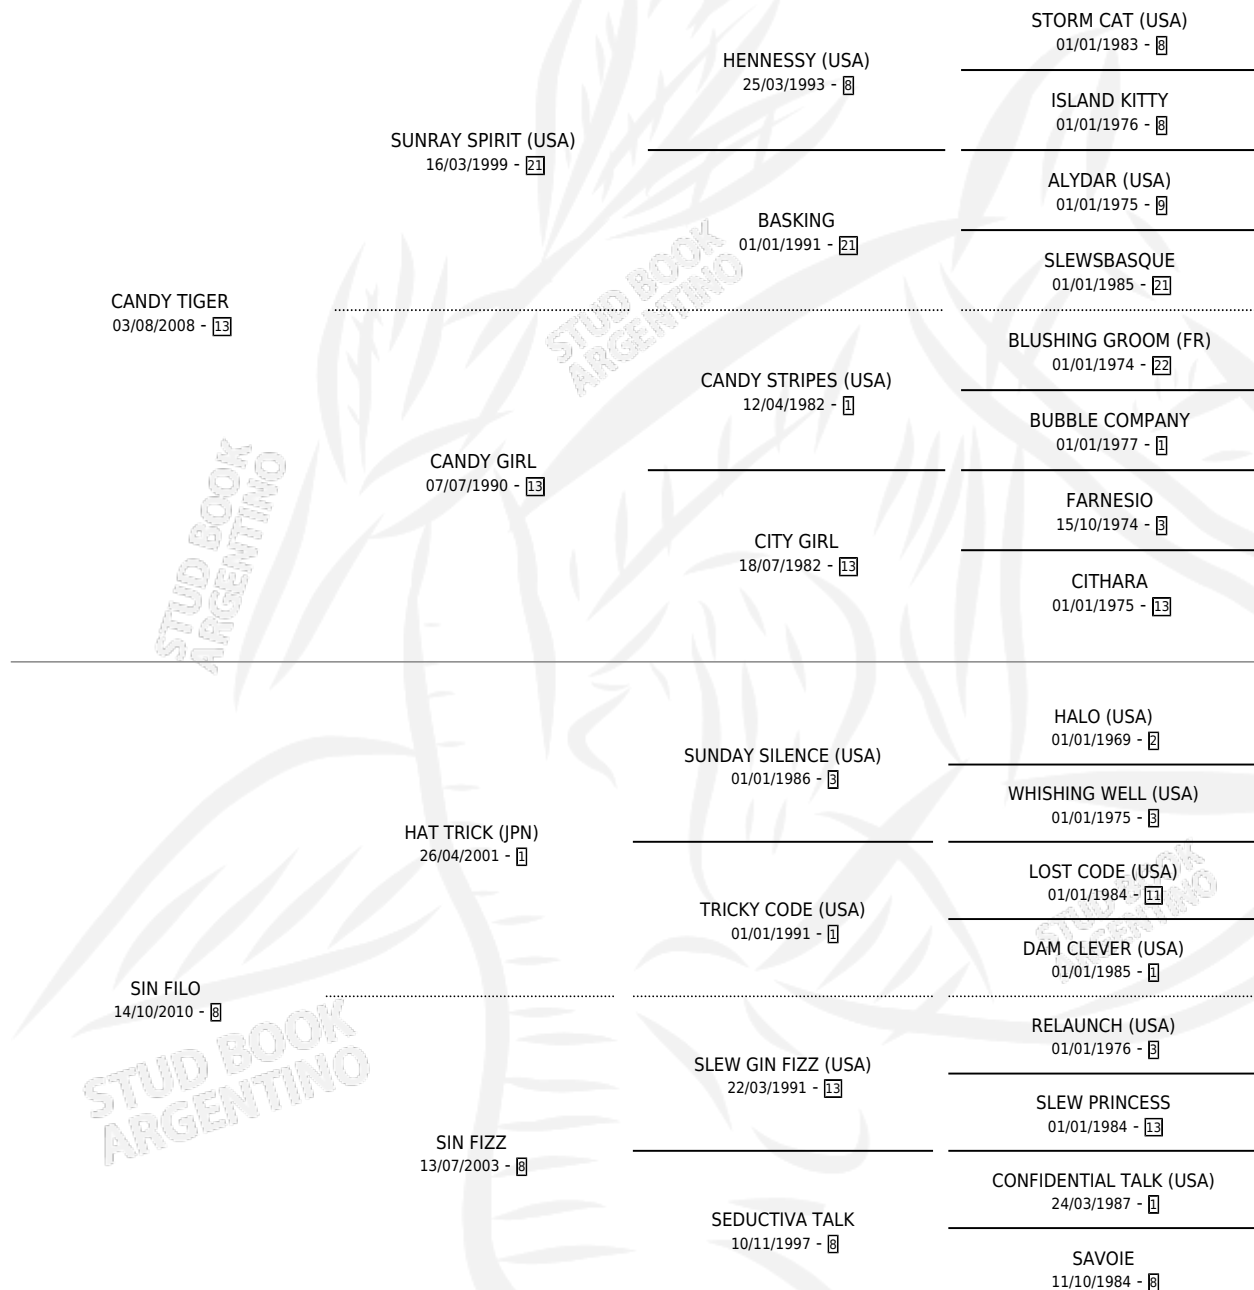 STORM CAT (USA)
01/01/1983 - 8
HENNESSY (USA)
25/03/1993 - 8
ISLAND KITTY
01/01/1976 - 8
SUNRAY SPIRIT (USA)
16/03/1999 - 21
ALYDAR (USA)
01/01/1975 - 9
BASKING
01/01/1991 - 21
SLEWSBASQUE
01/01/1985 - 21
CANDY TIGER
03/08/2008 - 13
BLUSHING GROOM (FR)
01/01/1974 - 22
CANDY STRIPES (USA)
12/04/1982 - 1
BUBBLE COMPANY
01/01/1977 - 1
CANDY GIRL
07/07/1990 - 13
FARNESIO
15/10/1974 - 3
CITY GIRL
18/07/1982 - 13
CITHARA
01/01/1975 - 13
HALO (USA)
01/01/1969 - 2
SUNDAY SILENCE (USA)
01/01/1986 - 3
WHISHING WELL (USA)
01/01/1975 - 3
HAT TRICK (JPN)
26/04/2001 - 1
LOST CODE (USA)
01/01/1984 - 11
TRICKY CODE (USA)
01/01/1991 - 1
DAM CLEVER (USA)
01/01/1985 - 1
SIN FILO
14/10/2010 - 8
RELAUNCH (USA)
01/01/1976 - 3
SLEW GIN FIZZ (USA)
22/03/1991 - 13
SLEW PRINCESS
01/01/1984 - 13
SIN FIZZ
13/07/2003 - 8
CONFIDENTIAL TALK (USA)
24/03/1987 - 1
SEDUCTIVA TALK
10/11/1997 - 8
SAVOIE
11/10/1984 - 8
STUD BOOK
ARGENTINO
STUD BOOK
ARGENTINO
STUD BOOK
ARGENTINO
STUD BOOK
ARGENTINO